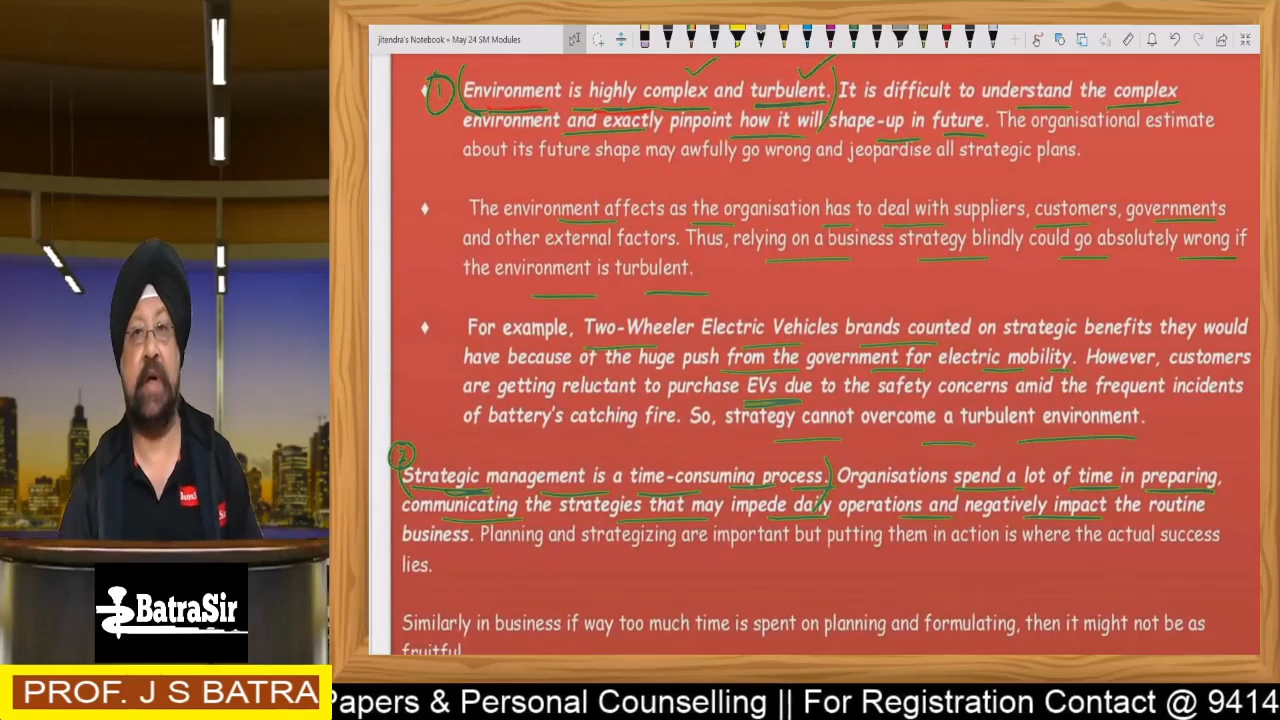 jitendra's Notebook » May 24 SM Modules
1
Environment is highly complex and turbulent. It is difficult to understand the complex
environment and exactly pinpoint how it will shape-up in future. The organisational estimate
about its future shape may awfully go wrong and jeopardise all strategic plans.
The environment affects as the organisation has to deal with suppliers, customers, governments
and other external factors. Thus, relying on a business strategy blindly could go absolutely wrong if
the environment is turbulent.
For example, Two-Wheeler Electric Vehicles brands counted on strategic benefits they would
have because of the huge push from the government for electric mobility. However, customers
are getting reluctant to purchase EVs due to the safety concerns amid the frequent incidents
of battery's catching fire. So, strategy cannot overcome a turbulent environment.
2
Strategic management is a time-consuming process. Organisations spend a lot of time in preparing,
communicating the strategies that may impede daily operations and negatively impact the routine
business. Planning and strategizing are important but putting them in action is where the actual success
lies.
Similarly in business if way too much time is spent on planning and formulating, then it might not be as
fruitful
BatraSir
PROF. J S BATRA
Papers & Personal Counselling || For Registration Contact @ 9414